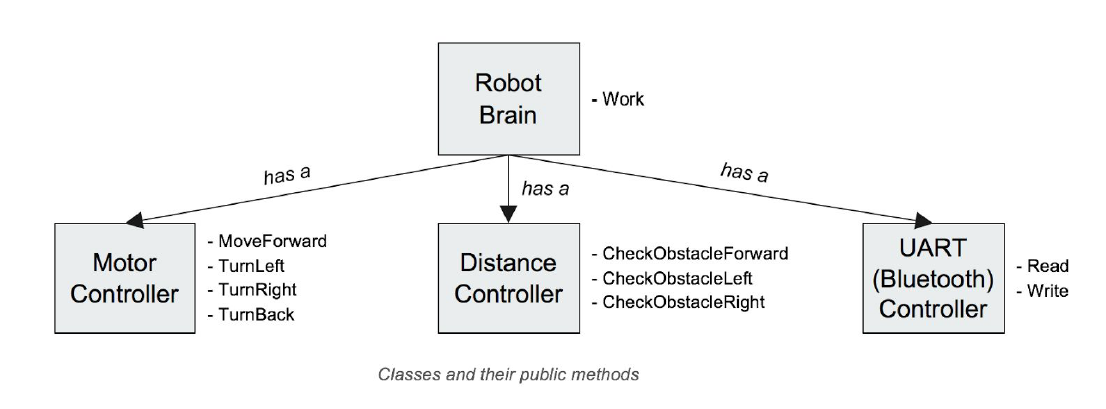 Robot
Brain
- Work
has a
has a
has a
Motor
Controller
- MoveForward
- TurnLeft
- TurnRight
- TurnBack
Distance
Controller
- CheckObstacleForward
- CheckObstacleLeft
- CheckObstacleRight
UART
(Bluetooth)
Controller
- Read
- Write
Classes and their public methods